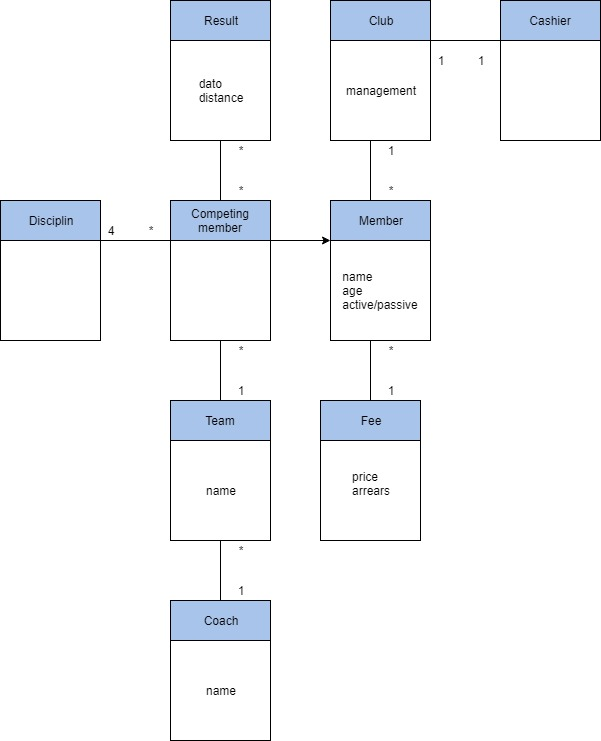 Result
Club
Cashier
dato
distance
management
1
1
*
1
*
*
Disciplin
Competing
member
Member
4
*
name
age
active/passive
*
*
1
1
Team
Fee
name
price
arrears
*
1
Coach
name